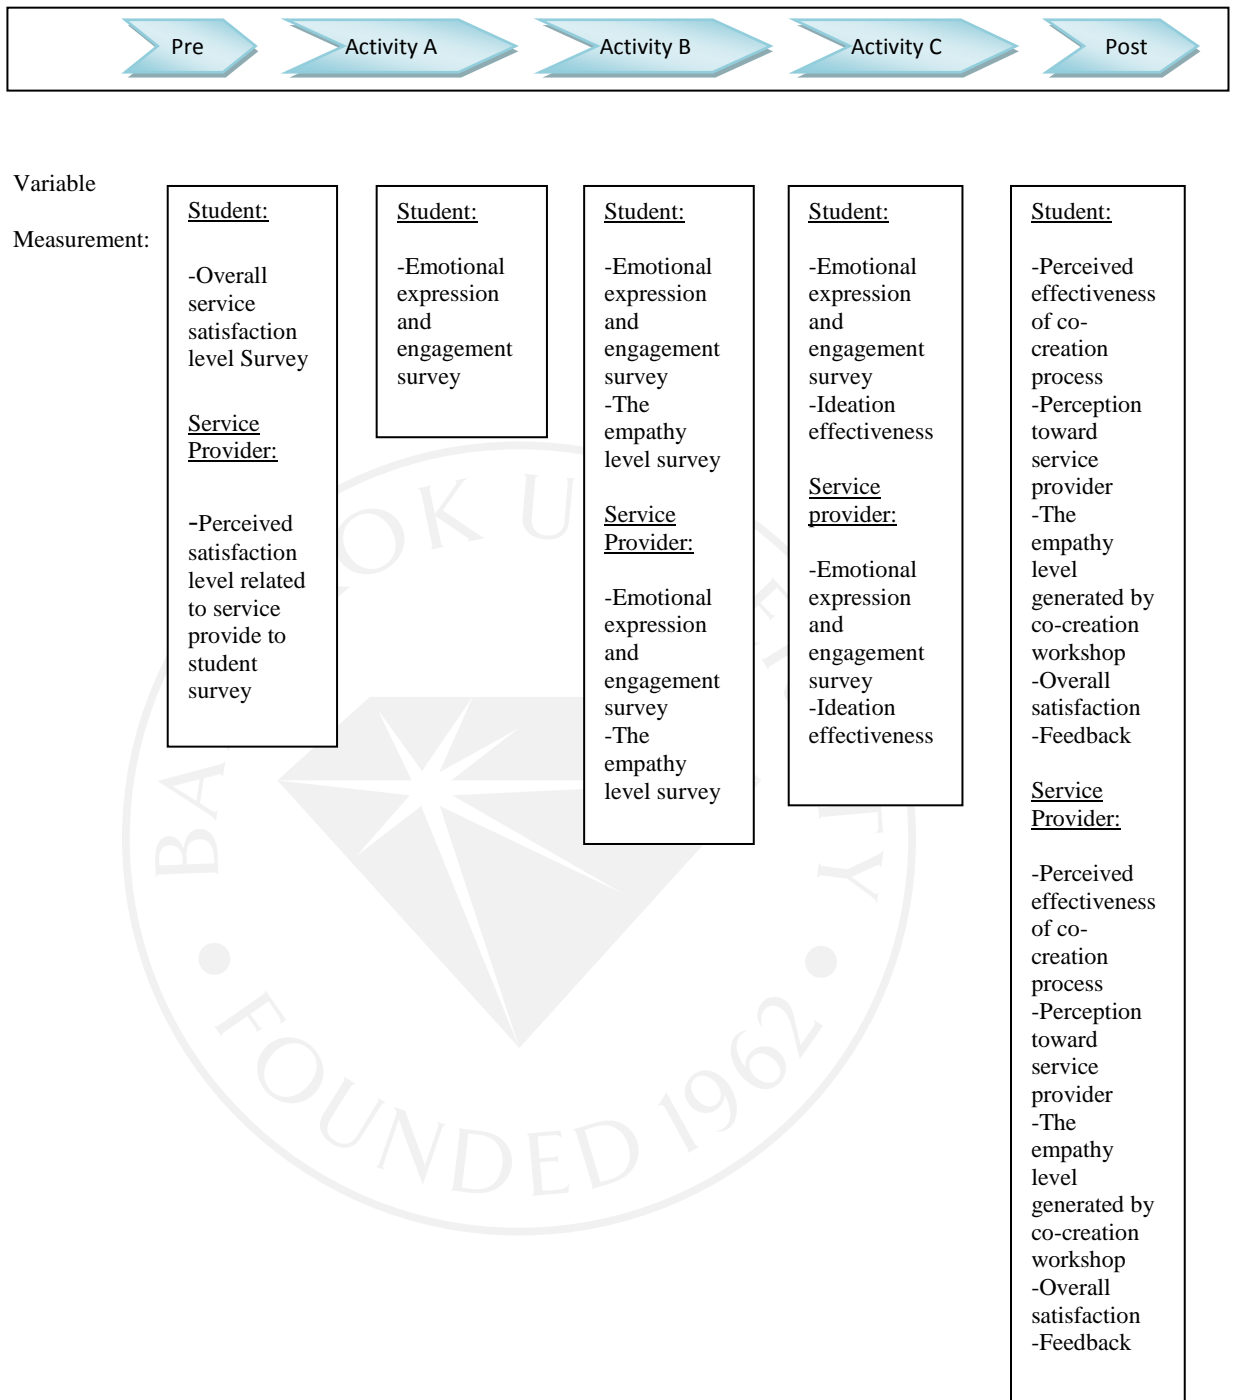 Pre
Activity A
Activity B
Activity C
Post
Variable
Measurement:
Student:
-Overall
service
satisfaction
level Survey
Service
Provider:
-Perceived
satisfaction
level related
to service
provide to
student
survey
Student:
-Emotional
expression
and
engagement
survey
Student:
-Emotional
expression
and
engagement
survey
-The
empathy
level survey
Service
Provider:
-Emotional
expression
and
engagement
survey
-The
empathy
level survey
Student:
-Emotional
expression
and
engagement
survey
-Ideation
effectiveness
Service
provider:
-Emotional
expression
and
engagement
survey
-Ideation
effectiveness
Student:
-Perceived
effectiveness
of co-
creation
process
-Perception
toward
service
provider
-The
empathy
level
generated by
co-creation
workshop
-Overall
satisfaction
-Feedback
Service
Provider:
-Perceived
effectiveness
of co-
creation
process
-Perception
toward
service
provider
-The
empathy
level
generated by
co-creation
workshop
-Overall
satisfaction
-Feedback
FOUNDED 1962